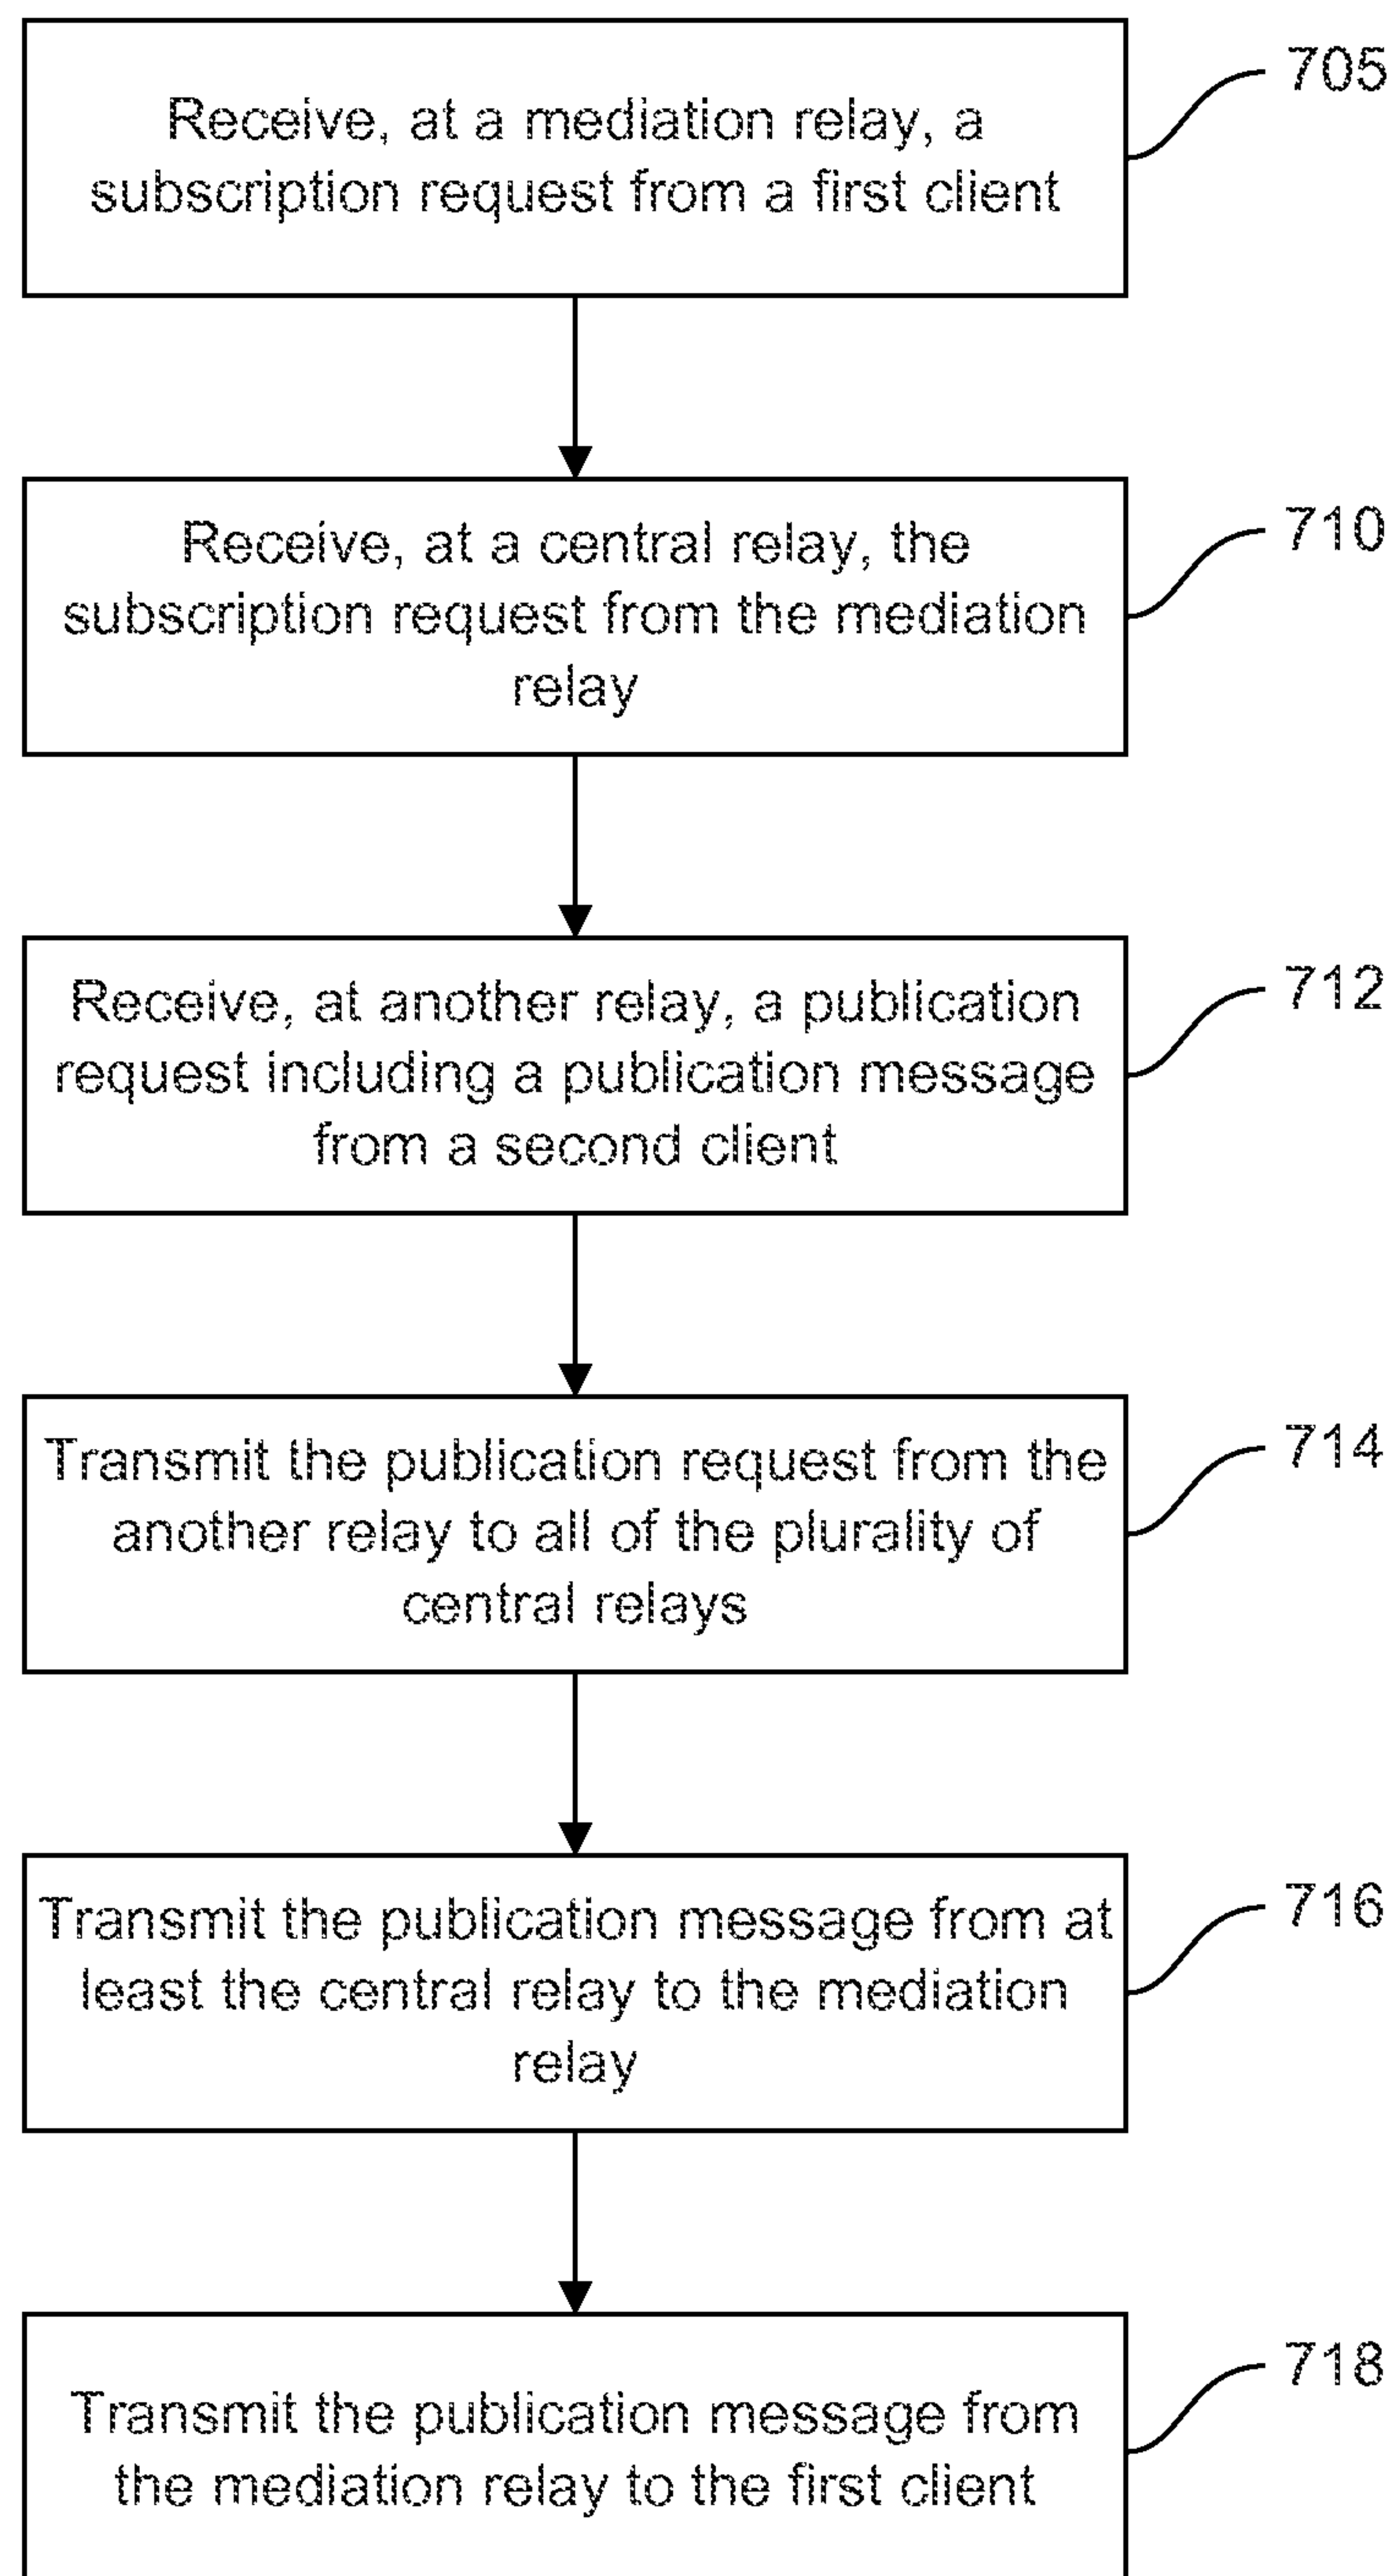 Receive, at a mediation relay, a
subscription request from a first client
705
Receive, at a central relay, the
subscription request from the mediation
relay
710
Receive, at another relay, a publication
request including a publication message
from a second client
712
Transmit the publication request from the
another relay to all of the plurality of
central relays
714
Transmit the publication message from at
least the central relay to the mediation
relay
716
Transmit the publication message from
the mediation relay to the first client
718